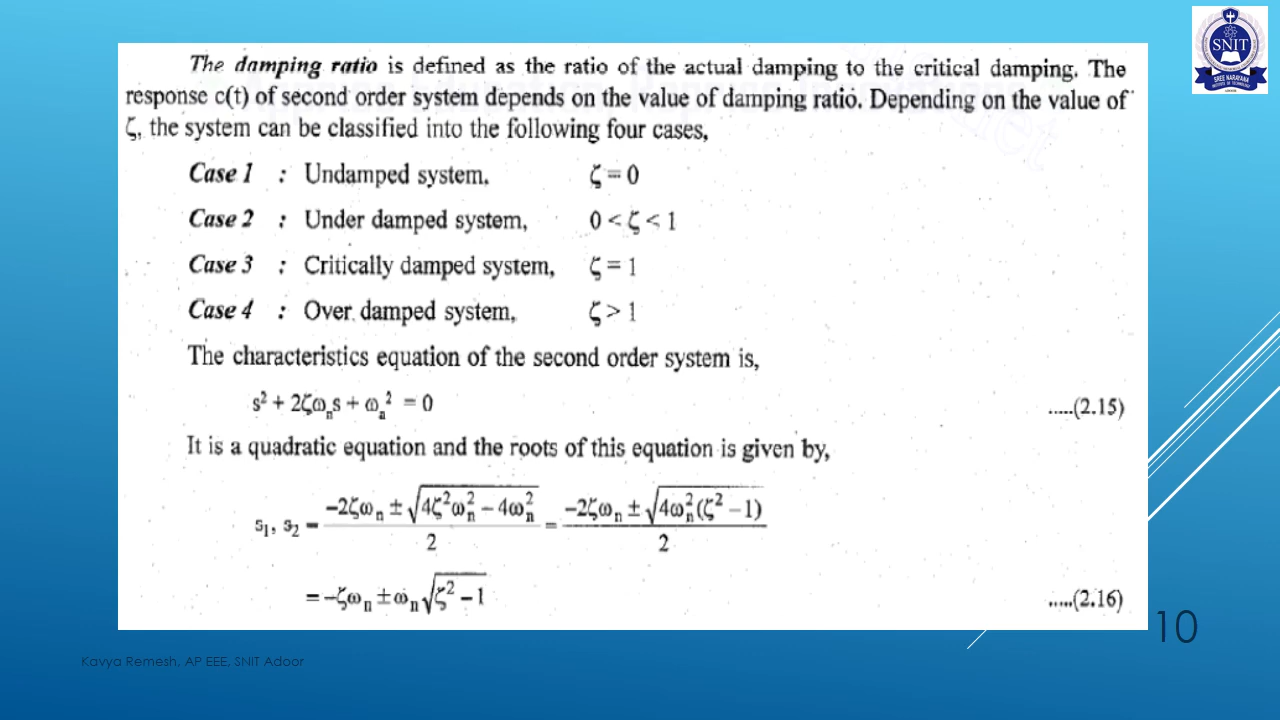 SNIT
SREE NARAYANA
INSTITUTE OF TECHNOLOGY
The damping ratio is defined as the ratio of the actual damping to the critical damping. The
response c(t) of second order system depends on the value of damping ratio. Depending on the value of
ζ, the system can be classified into the following four cases,
Case 1 : Undamped system, ζ = 0
Case 2 : Under damped system, 0 < ζ < 1
Case 3 : Critically damped system, ζ = 1
Case 4 : Over damped system, ζ > 1
The characteristics equation of the second order system is,
s² + 2ζωₙs + ωₙ² = 0 .....(2.15)
It is a quadratic equation and the roots of this equation is given by,
s₁, s₂ = (−2ζωₙ ± √(4ζ²ωₙ² − 4ωₙ²)) / 2 = (−2ζωₙ ± √(4ωₙ²(ζ² − 1))) / 2
= −ζωₙ ± ωₙ√(ζ² − 1) .....(2.16)
10
Kavya Remesh, AP EEE, SNIT Adoor